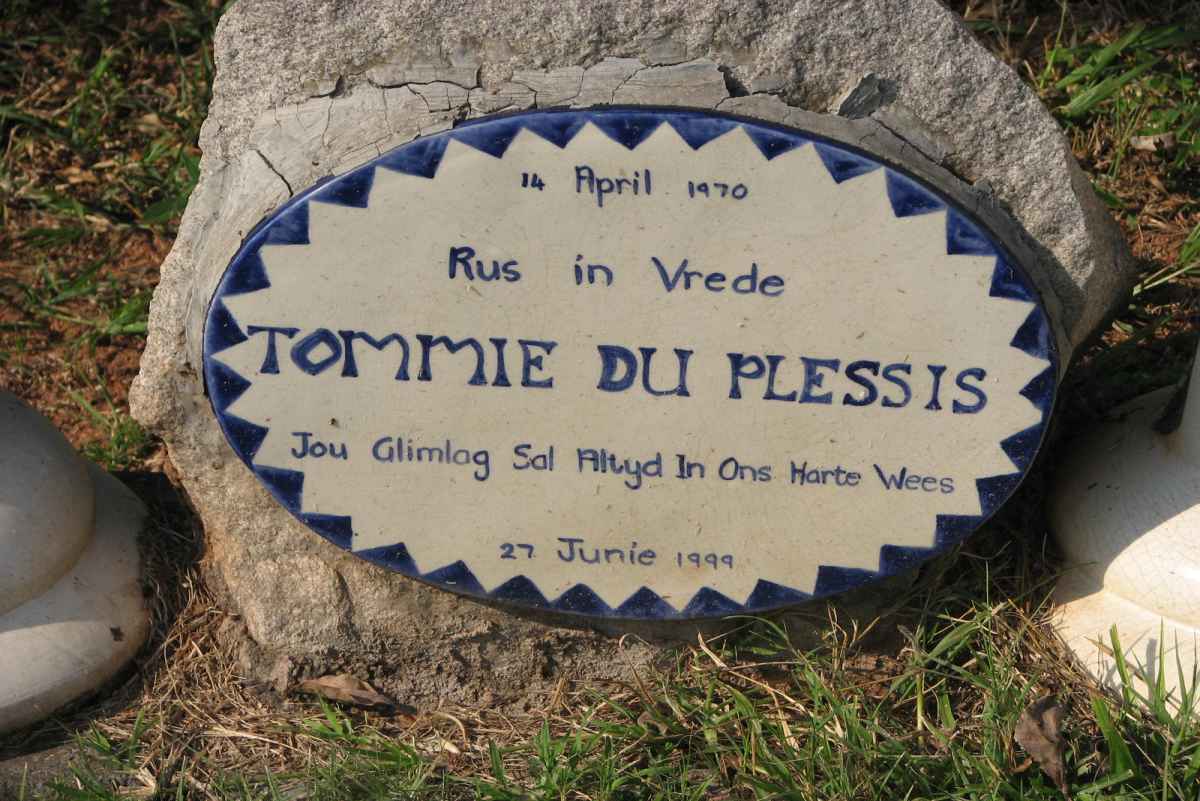 14 April 1970
Rus in Vrede
TOMMIE DU PLESSIS
Jou Glimlag Sal Altyd In Ons Harte Wees
27 Junie 1999